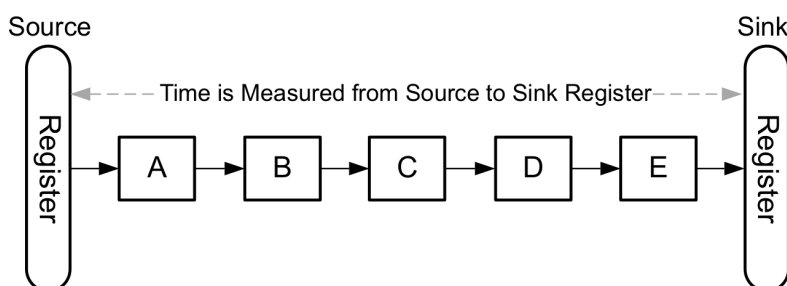 Source
Sink
Time is Measured from Source to Sink Register
Register
A
B
C
D
E
Register